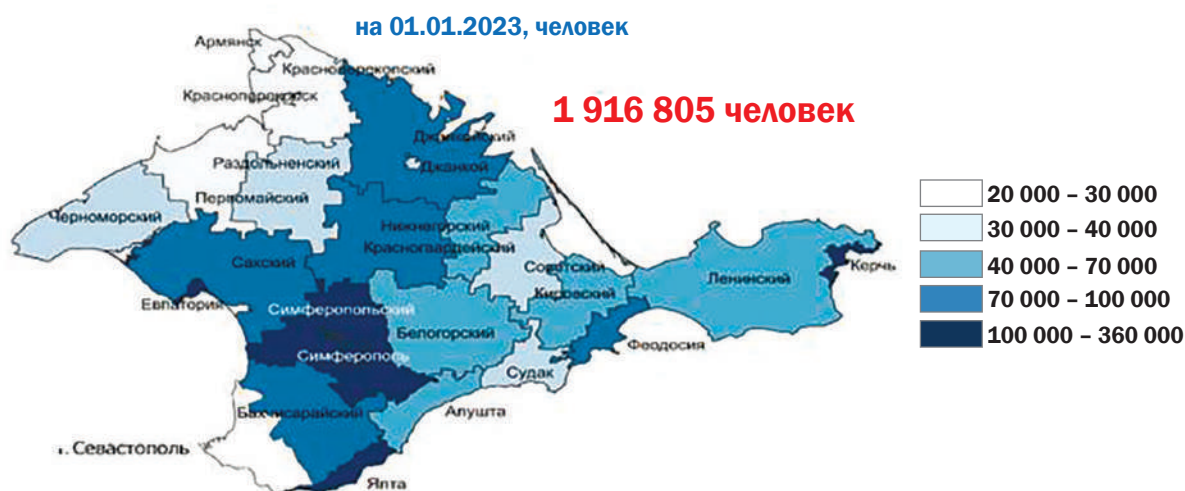 на 01.01.2023, человек
Армянск
Красноперекопский
1 916 805 человек
Красноперекопск
Джанкойский
Раздольненский
Джанкой
Первомайский
Черноморский
Нижнегорский
Красногвардейский
Советский
Сакский
Ленинский
Керчь
Кировский
Евпатория
Симферопольский
Белогорский
Феодосия
Симферополь
Судак
Бахчисарайский
Алушта
г. Севастополь
Ялта
20 000 – 30 000
30 000 – 40 000
40 000 – 70 000
70 000 – 100 000
100 000 – 360 000